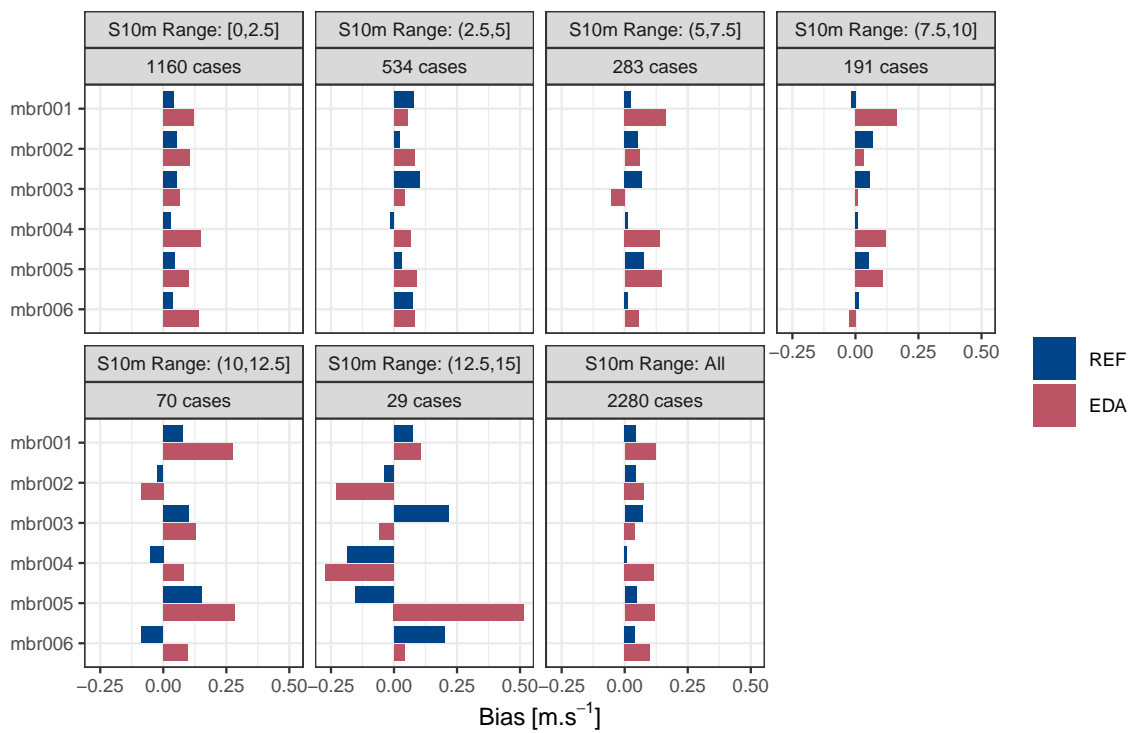 S10m Range: [0,2.5]
S10m Range: (2.5,5]
S10m Range: (5,7.5]
S10m Range: (7.5,10]
1160 cases
534 cases
283 cases
191 cases
mbr001
mbr002
mbr003
mbr004
mbr005
mbr006
−0.25 0.00 0.25 0.50
S10m Range: (10,12.5]
S10m Range: (12.5,15]
S10m Range: All
70 cases
29 cases
2280 cases
mbr001
mbr002
mbr003
mbr004
mbr005
mbr006
−0.25 0.00 0.25 0.50
−0.25 0.00 0.25 0.50
−0.25 0.00 0.25 0.50
Bias [m.s⁻¹]
REF
EDA